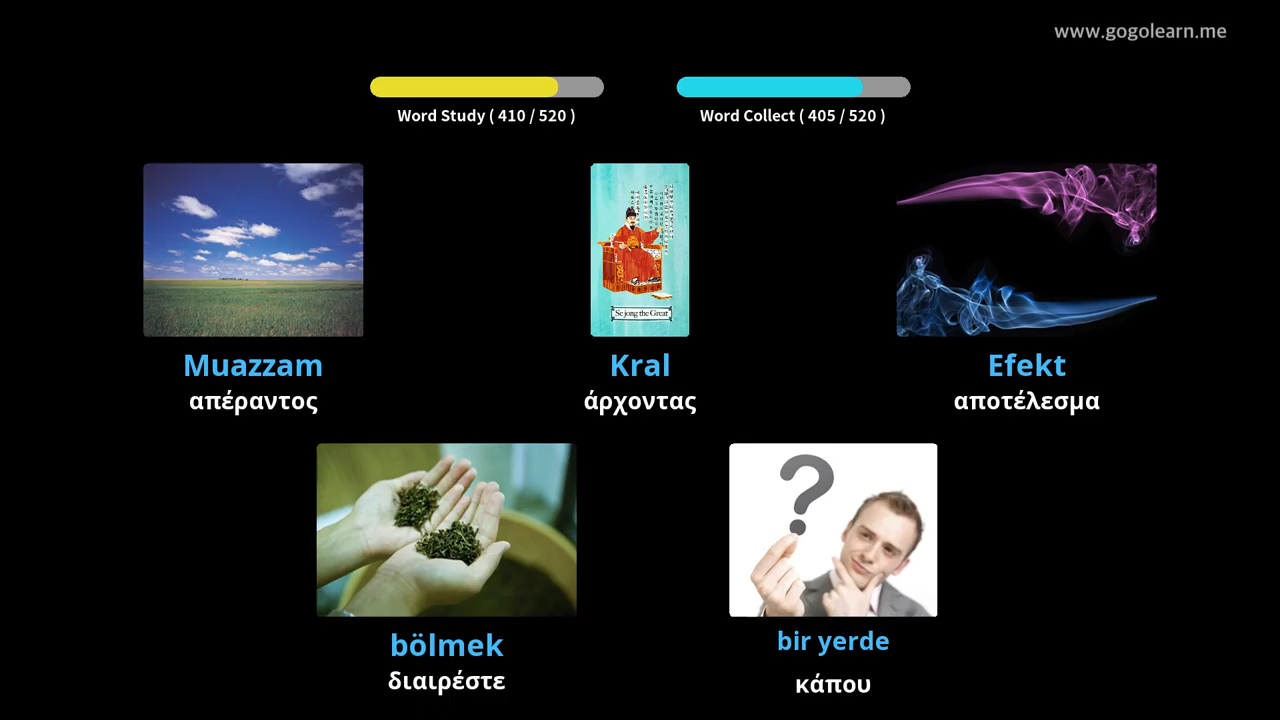 www.gogolearn.me
Word Study ( 410 / 520 )
Word Collect ( 405 / 520 )
Se jong the Great
Muazzam
απέραντος
Kral
άρχοντας
Efekt
αποτέλεσμα
bölmek
διαιρέστε
bir yerde
κάπου